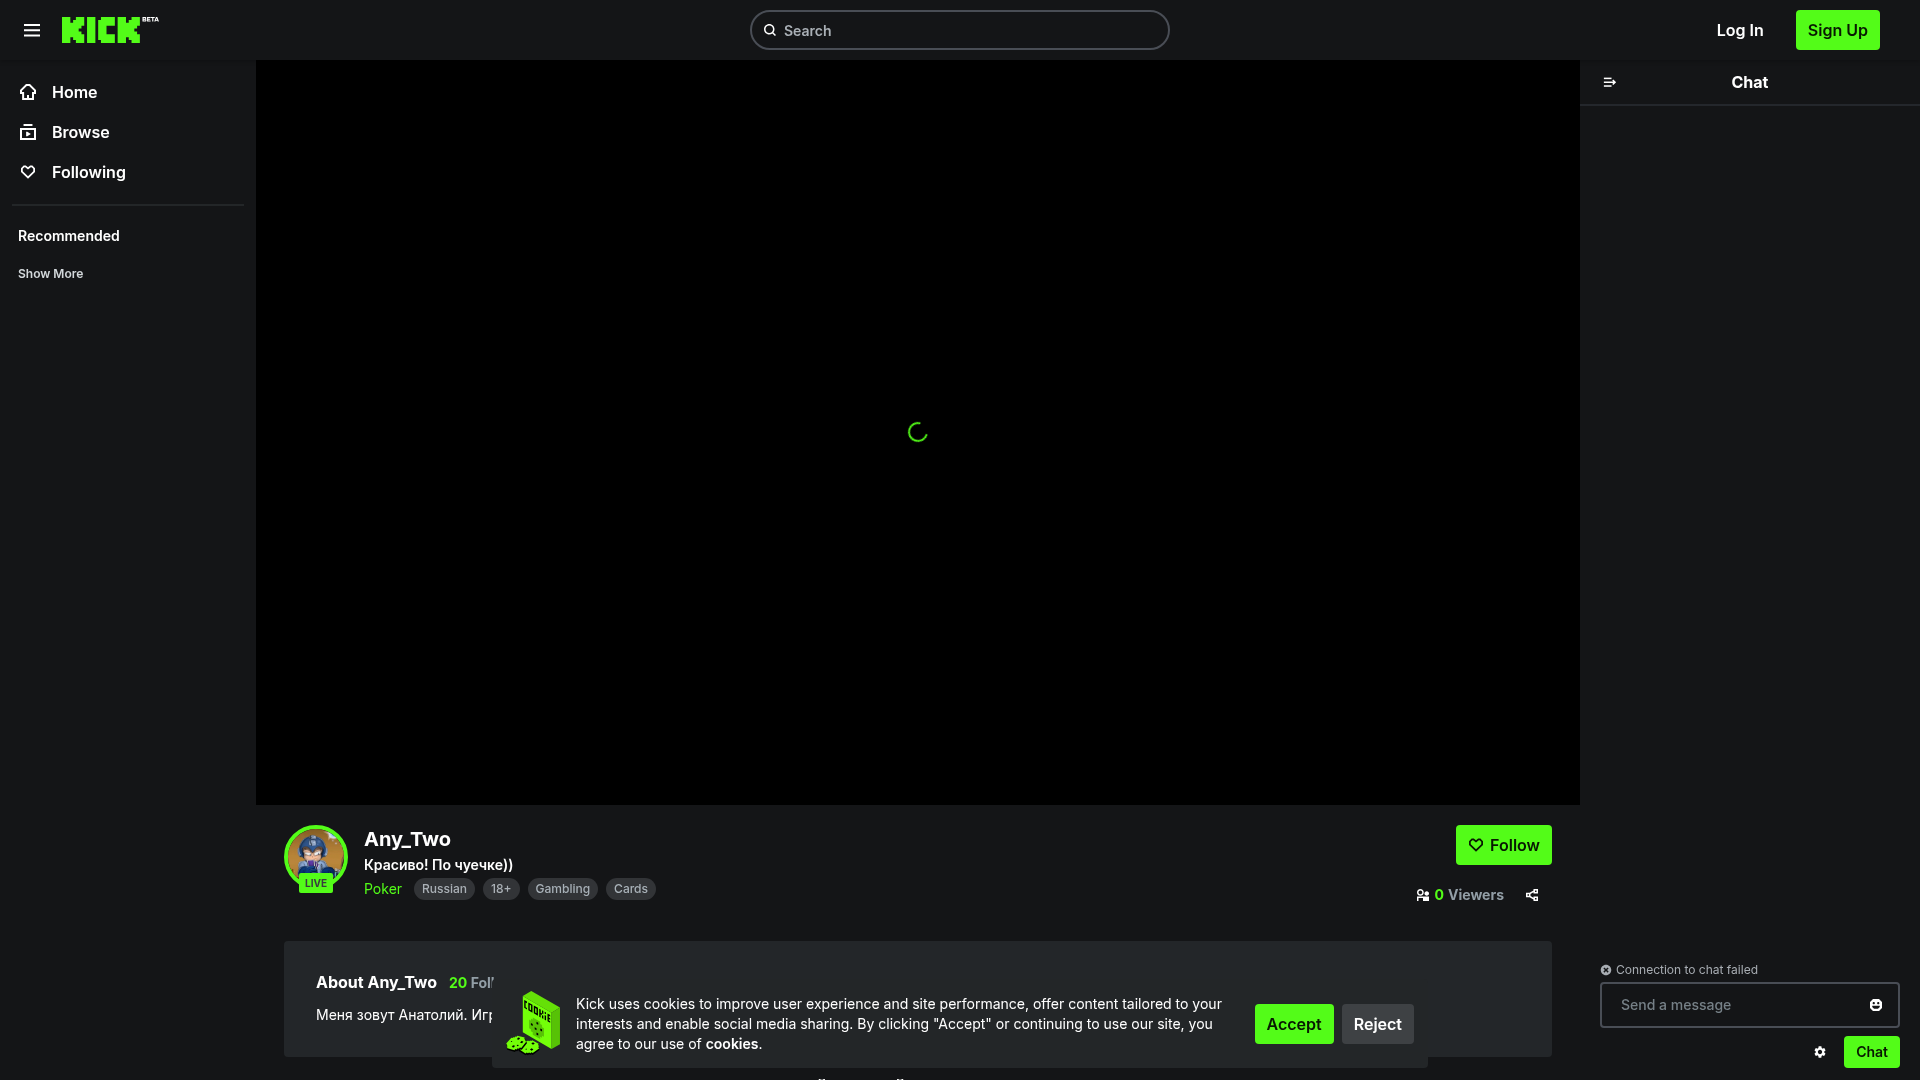 KICK BETA
Search
Log In
Sign Up
Home
Browse
Following
Recommended
Show More
Chat
Any_Two
Красиво! По чуечке))
Poker Russian 18+ Gambling Cards
LIVE
Follow
0 Viewers
About Any_Two 20
Меня зовут Анатолий.
COOKIE
Kick uses cookies to improve user experience and site performance, offer content tailored to your
interests and enable social media sharing. By clicking "Accept" or continuing to use our site, you
agree to our use of cookies.
Accept
Reject
Connection to chat failed
Send a message
Chat